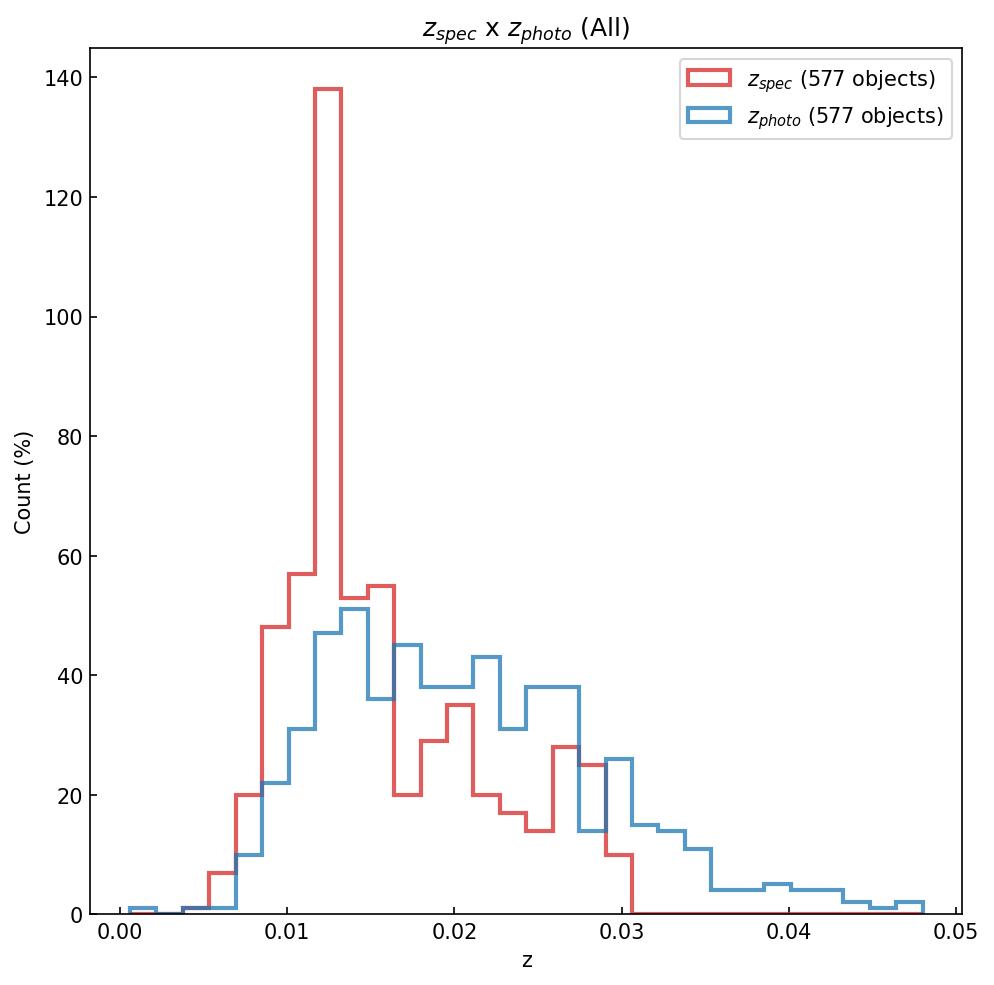 z_spec x z_photo (All)
z_spec (577 objects)
z_photo (577 objects)
Count (%)
140
120
100
80
60
40
20
0
0.00 0.01 0.02 0.03 0.04 0.05
z